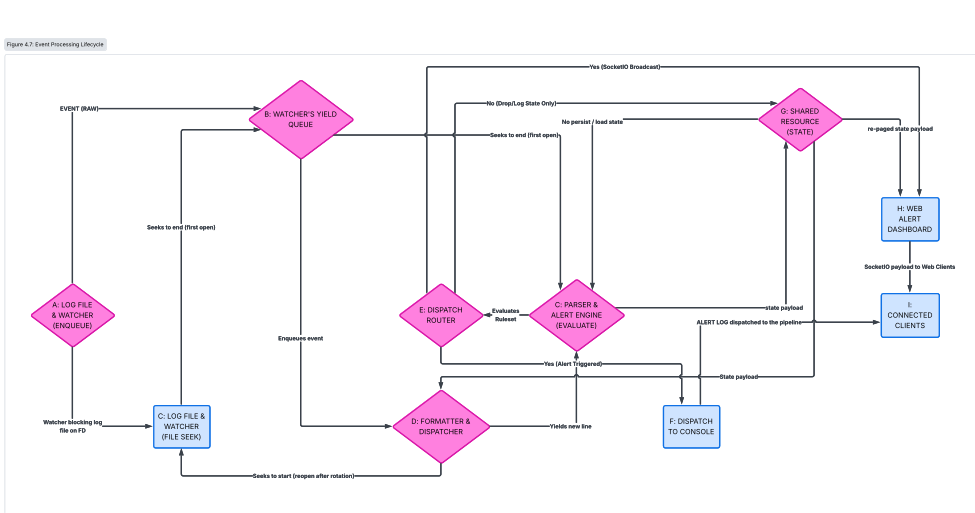 Figure 4.7: Event Processing Lifecycle
Yes (SocketIO Broadcast)
EVENT (RAW)
No (Drop/Log State Only)
B: WATCHER'S YIELD
QUEUE
G: SHARED
RESOURCE
(STATE)
No persist / load state
re-paged state payload
Seeks to end (first open)
H: WEB
ALERT
DASHBOARD
Seeks to end (first open)
SocketIO payload to Web Clients
A: LOG FILE
& WATCHER
(ENQUEUE)
E: DISPATCH
ROUTER
Evaluates
Ruleset
C: PARSER &
ALERT ENGINE
(EVALUATE)
state payload
I:
CONNECTED
CLIENTS
ALERT LOG dispatched to the pipeline
Enqueues event
Yes (Alert Triggered)
State payload
Watcher blocking log
file on FD
C: LOG FILE &
WATCHER
(FILE SEEK)
D: FORMATTER &
DISPATCHER
Yields new line
F: DISPATCH
TO CONSOLE
Seeks to start (reopen after rotation)